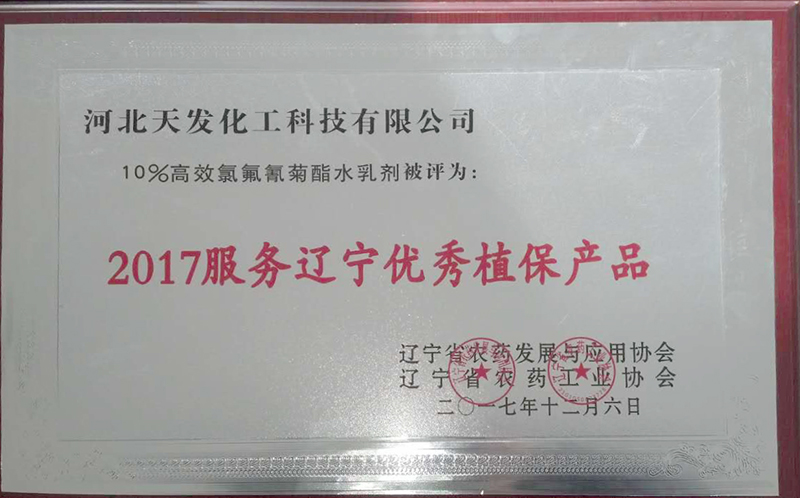 河北天发化工科技有限公司
10%高效氯氟氰菊酯水乳剂被评为：
2017服务辽宁优秀植保产品
辽宁省农药发展与应用协会
辽宁省农药工业协会
二〇一七年十二月六日